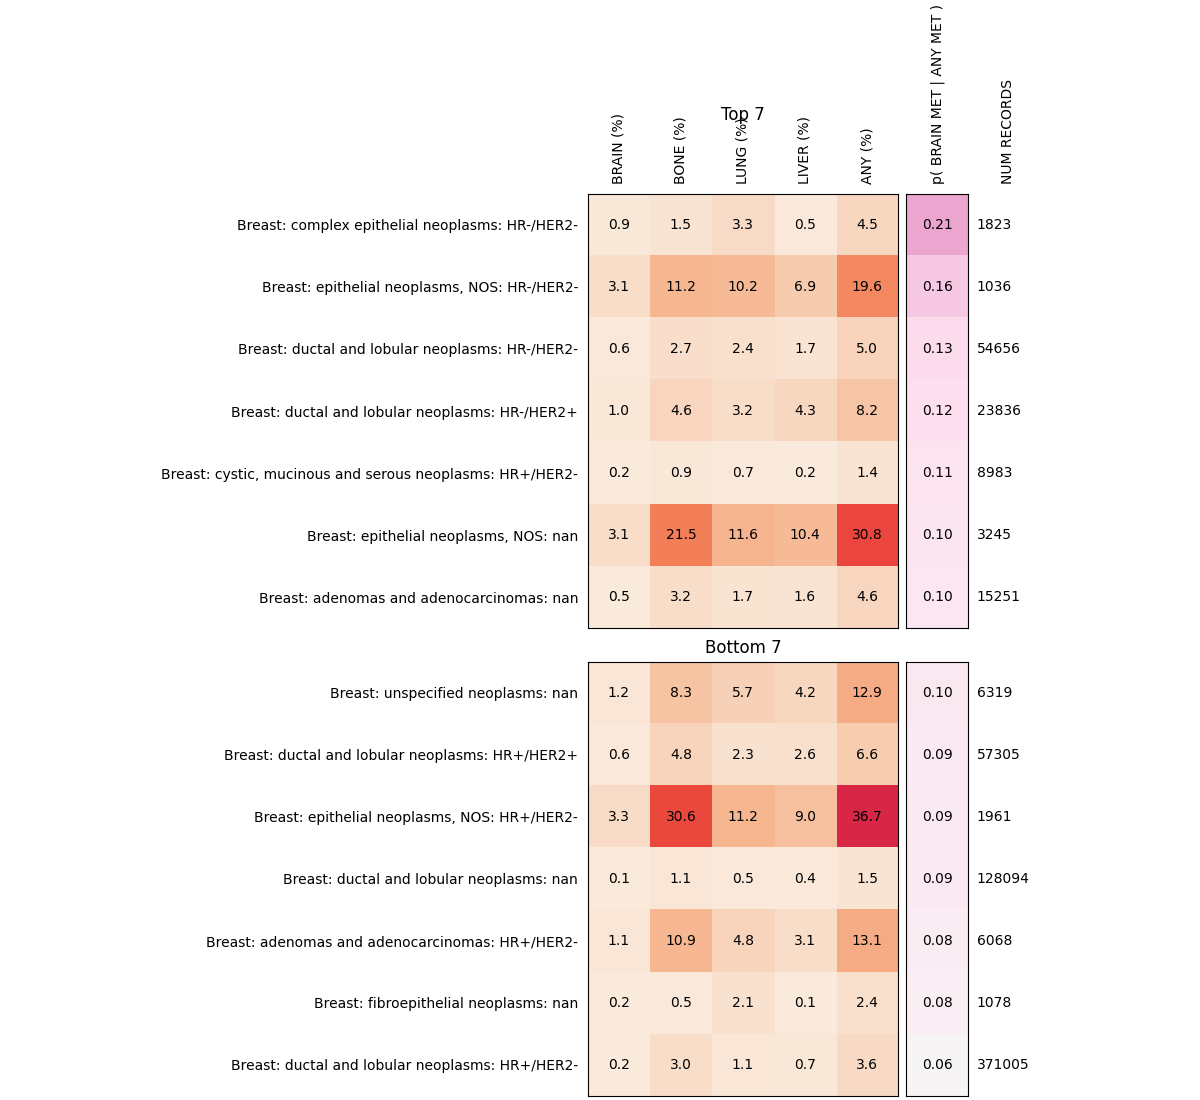 Top 7
BRAIN (%) BONE (%) LUNG (%) LIVER (%) ANY (%) p( BRAIN MET | ANY MET ) NUM RECORDS
Breast: complex epithelial neoplasms: HR-/HER2- 0.9 1.5 3.3 0.5 4.5 0.21 1823
Breast: epithelial neoplasms, NOS: HR-/HER2- 3.1 11.2 10.2 6.9 19.6 0.16 1036
Breast: ductal and lobular neoplasms: HR-/HER2- 0.6 2.7 2.4 1.7 5.0 0.13 54656
Breast: ductal and lobular neoplasms: HR-/HER2+ 1.0 4.6 3.2 4.3 8.2 0.12 23836
Breast: cystic, mucinous and serous neoplasms: HR+/HER2- 0.2 0.9 0.7 0.2 1.4 0.11 8983
Breast: epithelial neoplasms, NOS: nan 3.1 21.5 11.6 10.4 30.8 0.10 3245
Breast: adenomas and adenocarcinomas: nan 0.5 3.2 1.7 1.6 4.6 0.10 15251
Bottom 7
Breast: unspecified neoplasms: nan 1.2 8.3 5.7 4.2 12.9 0.10 6319
Breast: ductal and lobular neoplasms: HR+/HER2+ 0.6 4.8 2.3 2.6 6.6 0.09 57305
Breast: epithelial neoplasms, NOS: HR+/HER2- 3.3 30.6 11.2 9.0 36.7 0.09 1961
Breast: ductal and lobular neoplasms: nan 0.1 1.1 0.5 0.4 1.5 0.09 128094
Breast: adenomas and adenocarcinomas: HR+/HER2- 1.1 10.9 4.8 3.1 13.1 0.08 6068
Breast: fibroepithelial neoplasms: nan 0.2 0.5 2.1 0.1 2.4 0.08 1078
Breast: ductal and lobular neoplasms: HR+/HER2- 0.2 3.0 1.1 0.7 3.6 0.06 371005